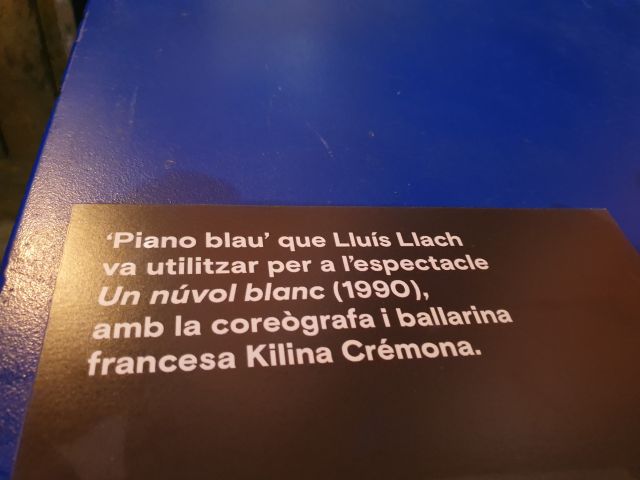 ‘Piano blau’ que Lluís Llach
va utilitzar per a l’espectacle
Un núvol blanc (1990),
amb la coreògrafa i ballarina
francesa Kilina Crémona.